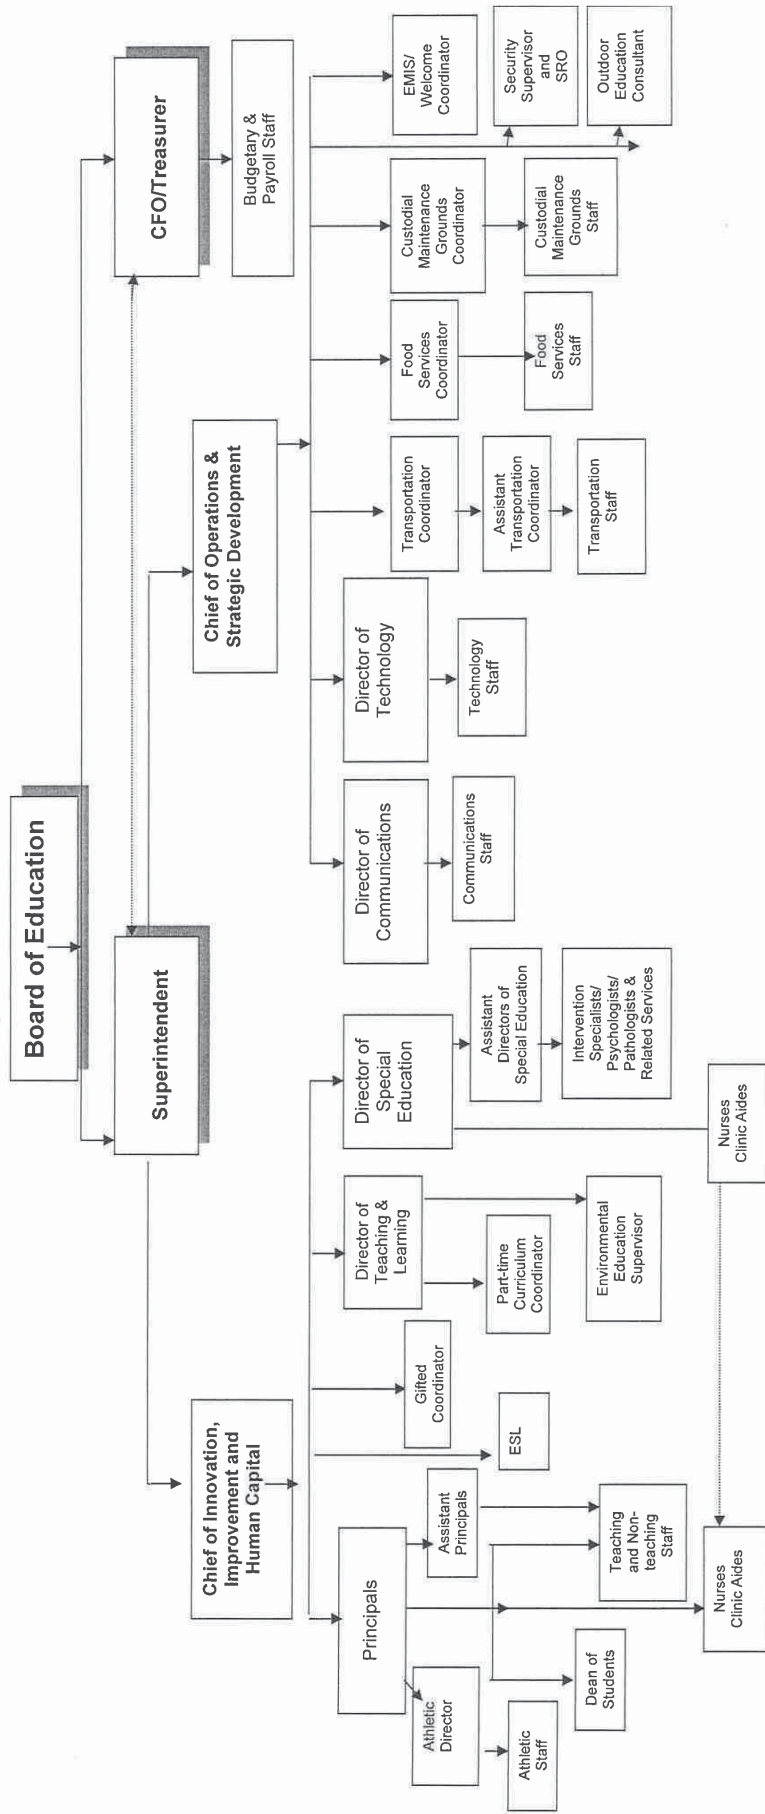 Board of Education
Superintendent
CFO/Treasurer
Budgetary &
Payroll Staff
Chief of Innovation,
Improvement and
Human Capital
Chief of Operations &
Strategic Development
Principals
Athletic
Director
Athletic
Staff
Assistant
Principals
Dean of
Students
Teaching
and Non-
teaching
Staff
Nurses
Clinic Aides
ESL
Gifted
Coordinator
Director of
Teaching &
Learning
Part-time
Curriculum
Coordinator
Environmental
Education
Supervisor
Director of
Special
Education
Assistant
Directors of
Special Education
Intervention
Specialists/
Psychologists/
Pathologists &
Related Services
Nurses
Clinic Aides
Director of
Communications
Communications
Staff
Director of
Technology
Technology
Staff
Transportation
Coordinator
Assistant
Transportation
Coordinator
Transportation
Staff
Food
Services
Coordinator
Food
Services
Staff
Custodial
Maintenance
Grounds
Coordinator
Custodial
Maintenance
Grounds
Staff
EMIS/
Welcome
Coordinator
Security
Supervisor
and
SRO
Outdoor
Education
Consultant